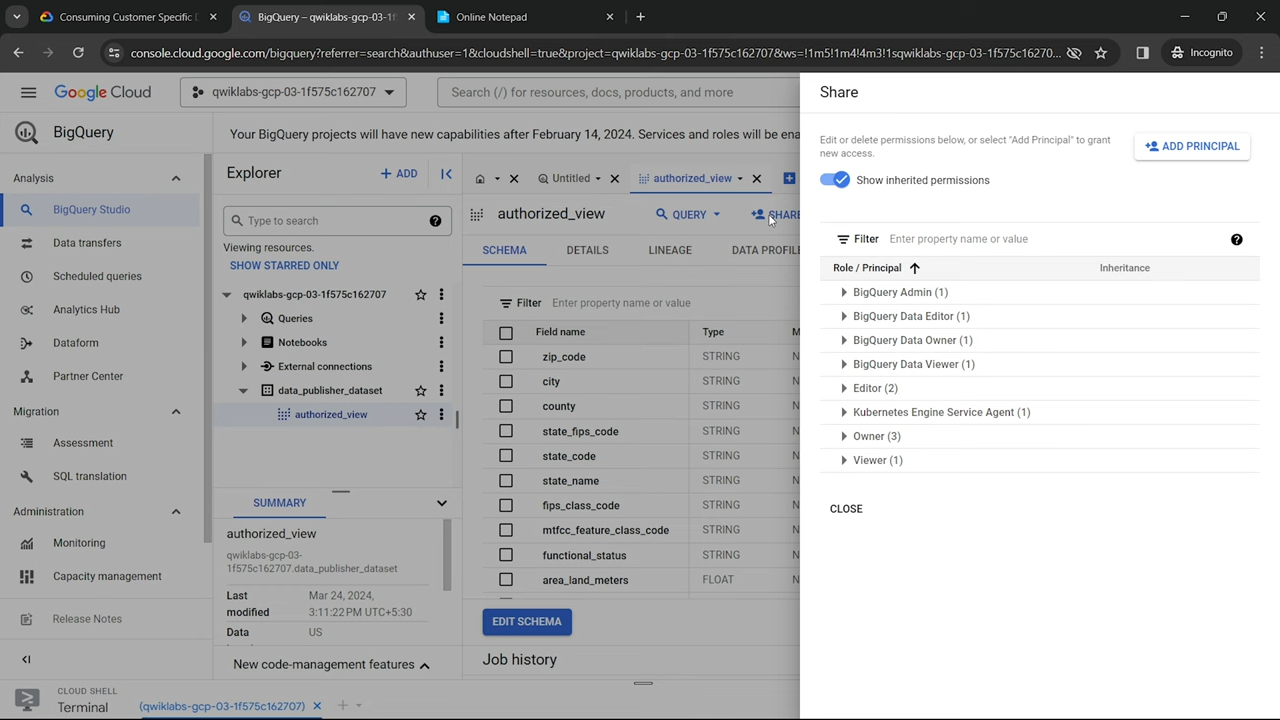 Consuming Customer Specific D
BigQuery – qwiklabs-gcp-03-1f
Online Notepad
console.cloud.google.com/bigquery?referrer=search&authuser=1&cloudshell=true&project=qwiklabs-gcp-03-1f575c162707&ws=!1m5!1m4!4m3!1sqwiklabs-gcp-03-1f575c16270...
Incognito
Google Cloud
qwiklabs-gcp-03-1f575c162707
Search (/) for resources, docs, products, and more
BigQuery
Your BigQuery projects will have new capabilities after February 14, 2024. Services and roles will be ena
Analysis
BigQuery Studio
Data transfers
Scheduled queries
Analytics Hub
Dataform
Partner Center
Migration
Assessment
SQL translation
Administration
Monitoring
Capacity management
Release Notes
Explorer
+ ADD
Type to search
Viewing resources.
SHOW STARRED ONLY
qwiklabs-gcp-03-1f575c162707
Queries
Notebooks
External connections
data_publisher_dataset
authorized_view
SUMMARY
authorized_view
qwiklabs-gcp-03-
1f575c162707.data_publisher_dataset
Last modified
Mar 24, 2024,
3:11:22 PM UTC+5:30
Data
US
New code-management features
Untitled
authorized_view
authorized_view
QUERY
SHARE
SCHEMA
DETAILS
LINEAGE
DATA PROFILE
Filter
Enter property name or value
Field name
Type
M
zip_code
STRING
N
city
STRING
N
county
STRING
N
state_fips_code
STRING
N
state_code
STRING
N
state_name
STRING
N
fips_class_code
STRING
N
mtfcc_feature_class_code
STRING
N
functional_status
STRING
N
area_land_meters
FLOAT
N
EDIT SCHEMA
Job history
Share
Edit or delete permissions below, or select "Add Principal" to grant
new access.
ADD PRINCIPAL
Show inherited permissions
Filter
Enter property name or value
Role / Principal
Inheritance
BigQuery Admin (1)
BigQuery Data Editor (1)
BigQuery Data Owner (1)
BigQuery Data Viewer (1)
Editor (2)
Kubernetes Engine Service Agent (1)
Owner (3)
Viewer (1)
CLOSE
CLOUD SHELL
Terminal
(qwiklabs-gcp-03-1f575c162707)